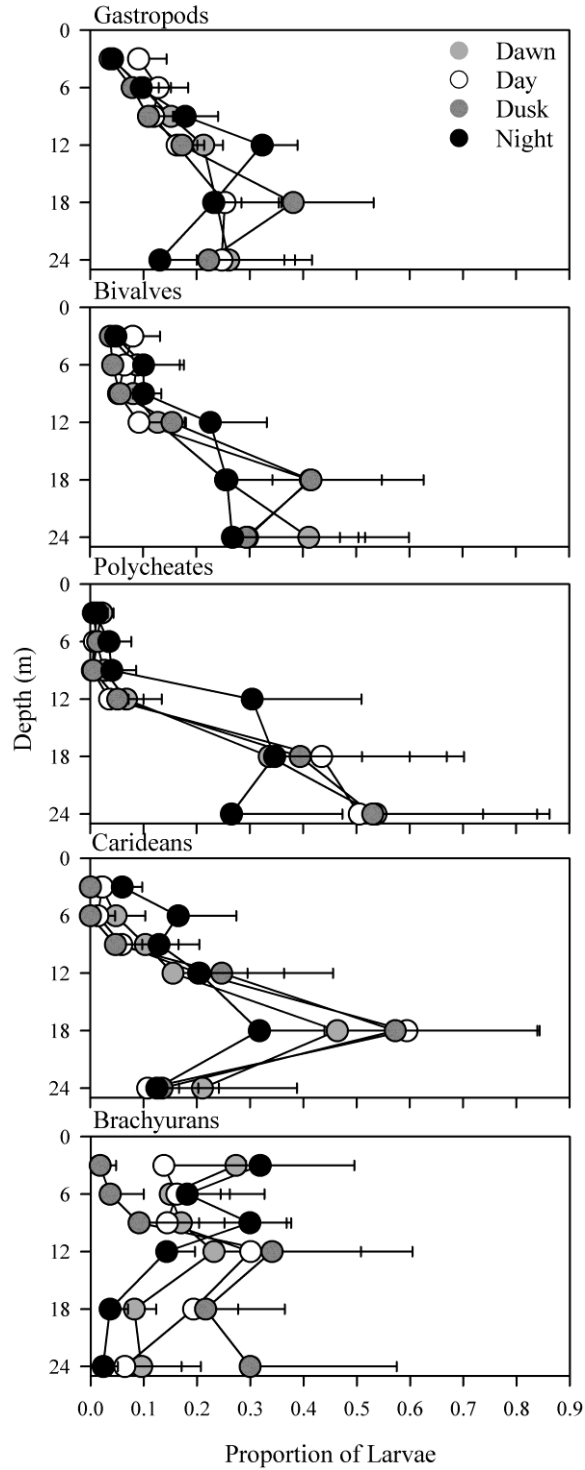 Gastropods
0
Dawn
Day
6
Dusk
Night
12
18
24
Bivalves
0
6
12
18
24
Polycheates
0
6
12
18
24
Depth (m)
Carideans
0
6
12
18
24
Brachyurans
0
6
12
18
24
0.0 0.1 0.2 0.3 0.4 0.5 0.6 0.7 0.8 0.9
Proportion of Larvae